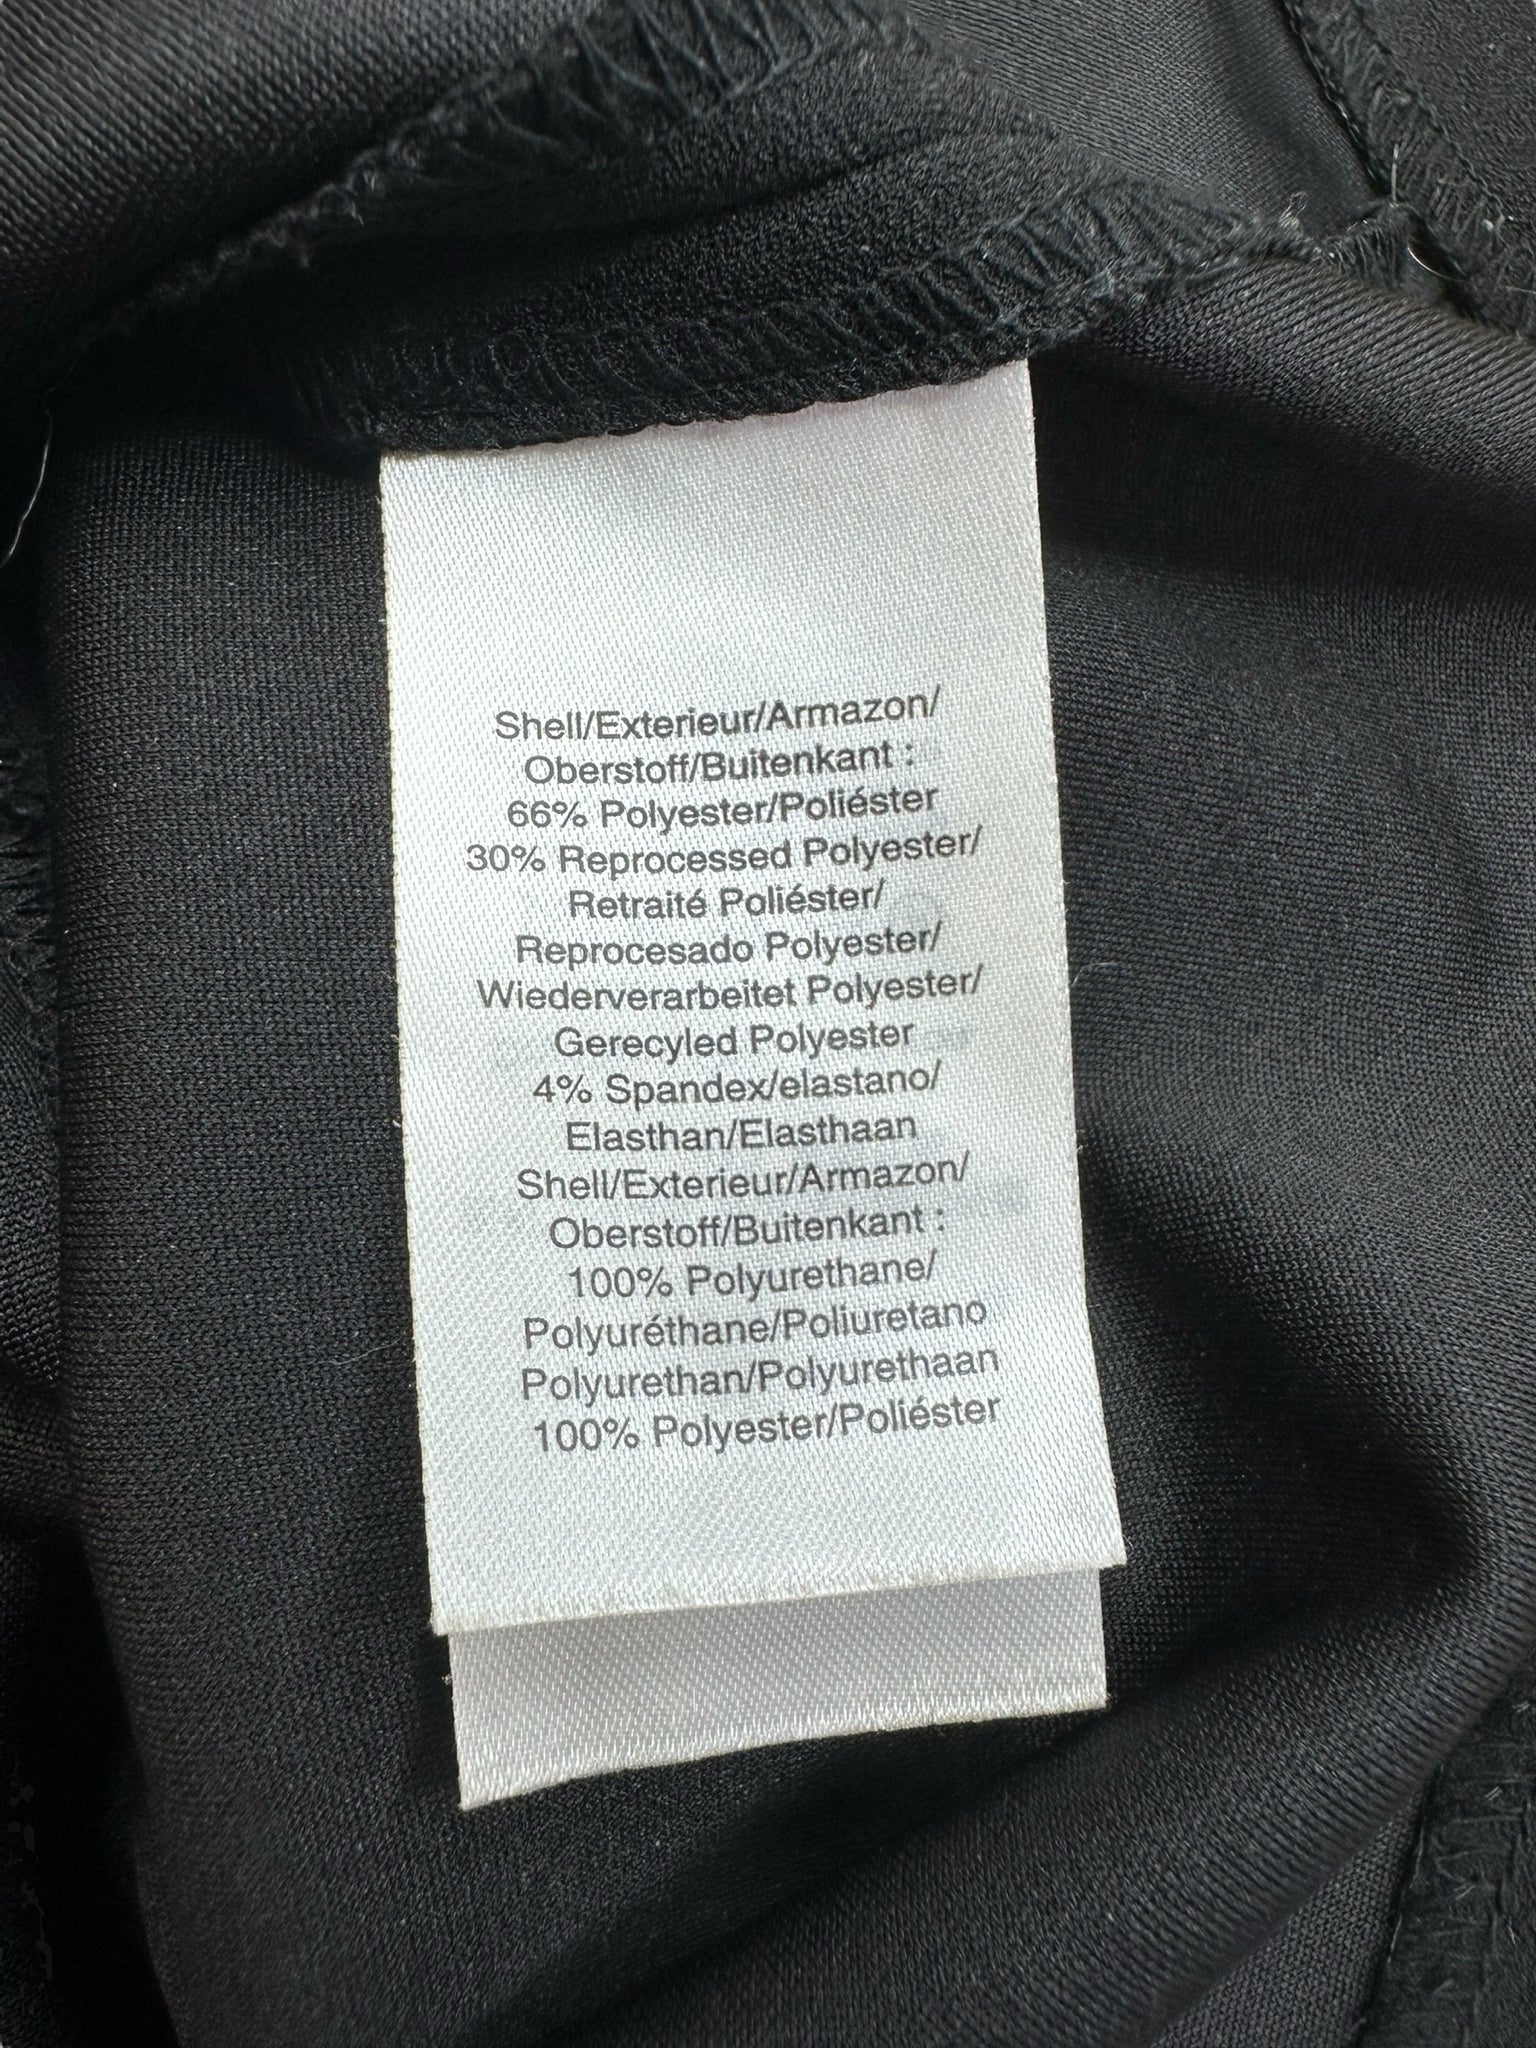 Shell/Exterieur/Armazon/
Oberstoff/Buitenkant :
66% Polyester/Poliéster
30% Reprocessed Polyester/
Retraité Poliéster/
Reprocesado Polyester/
Wiederverarbeitet Polyester/
Gerecyled Polyester
4% Spandex/elastano/
Elasthan/Elasthaan
Shell/Exterieur/Armazon/
Oberstoff/Buitenkant :
100% Polyurethane/
Polyuréthane/Poliuretano
Polyurethan/Polyurethaan
100% Polyester/Poliéster